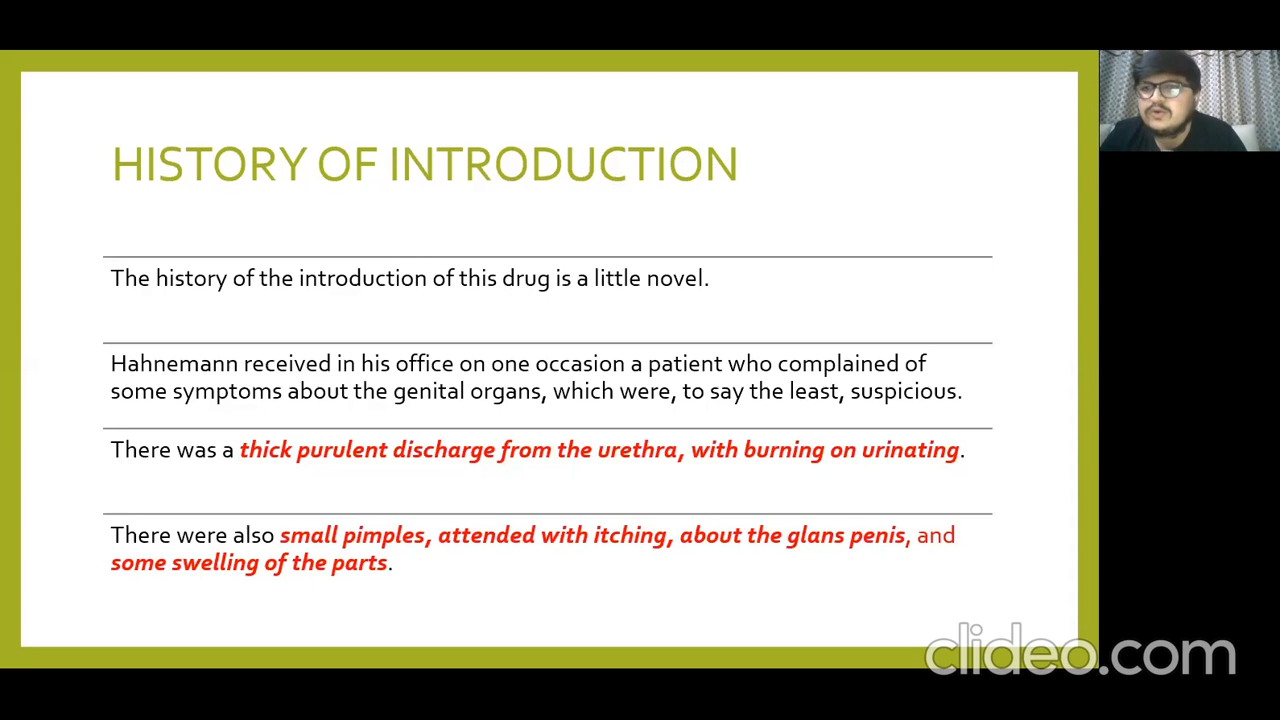 HISTORY OF INTRODUCTION
The history of the introduction of this drug is a little novel.
Hahnemann received in his office on one occasion a patient who complained of
some symptoms about the genital organs, which were, to say the least, suspicious.
There was a thick purulent discharge from the urethra, with burning on urinating.
There were also small pimples, attended with itching, about the glans penis, and
some swelling of the parts.
clideo.com